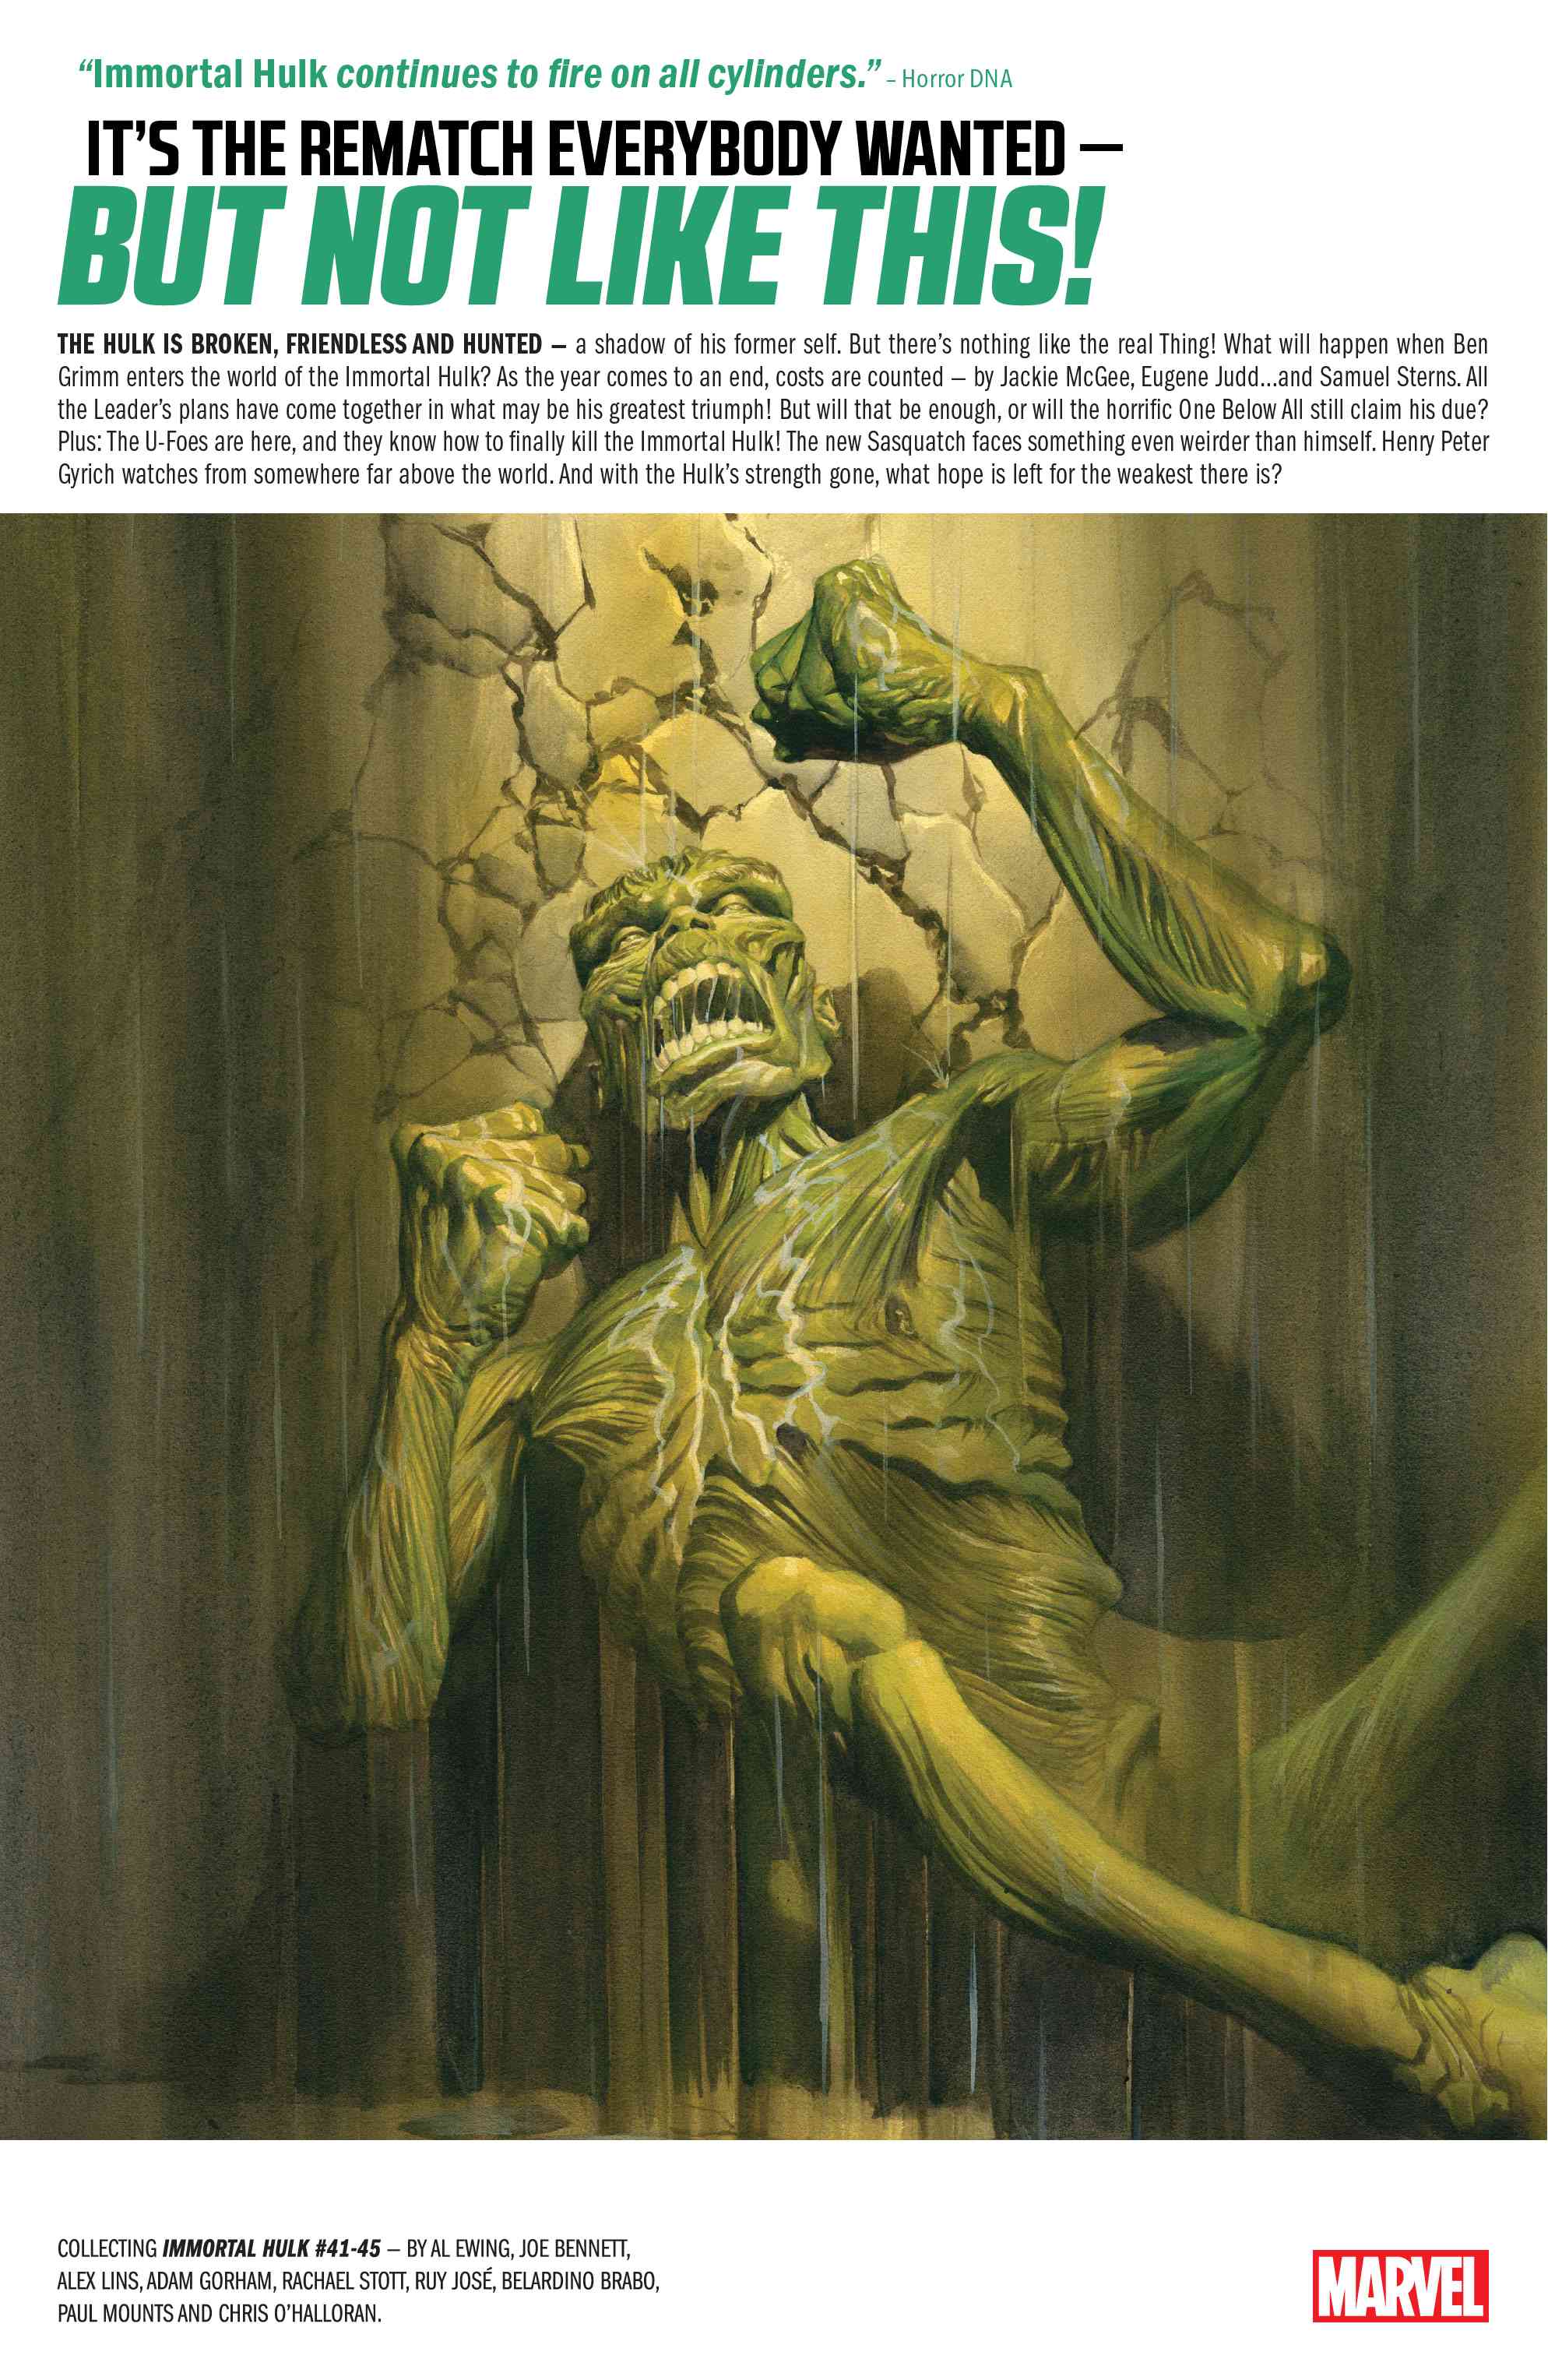 “Immortal Hulk continues to fire on all cylinders.” – Horror DNA
IT’S THE REMATCH EVERYBODY WANTED —
BUT NOT LIKE THIS!
THE HULK IS BROKEN, FRIENDLESS AND HUNTED — a shadow of his former self. But there’s nothing like the real Thing! What will happen when Ben
Grimm enters the world of the Immortal Hulk? As the year comes to an end, costs are counted — by Jackie McGee, Eugene Judd...and Samuel Sterns. All
the Leader’s plans have come together in what may be his greatest triumph! But will that be enough, or will the horrific One Below All still claim his due?
Plus: The U-Foes are here, and they know how to finally kill the Immortal Hulk! The new Sasquatch faces something even weirder than himself. Henry Peter
Gyrich watches from somewhere far above the world. And with the Hulk’s strength gone, what hope is left for the weakest there is?
COLLECTING IMMORTAL HULK #41-45 — BY AL EWING, JOE BENNETT,
ALEX LINS, ADAM GORHAM, RACHAEL STOTT, RUY JOSÉ, BELARDINO BRABO,
PAUL MOUNTS AND CHRIS O’HALLORAN.
MARVEL